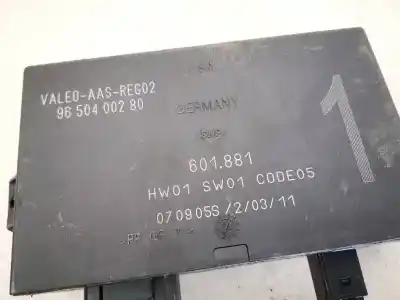 VALEO-AAS-REG02
96 504 002 80
GERMANY
601.881
HW01 SW01 CODE05
070905S/2/03/11
1